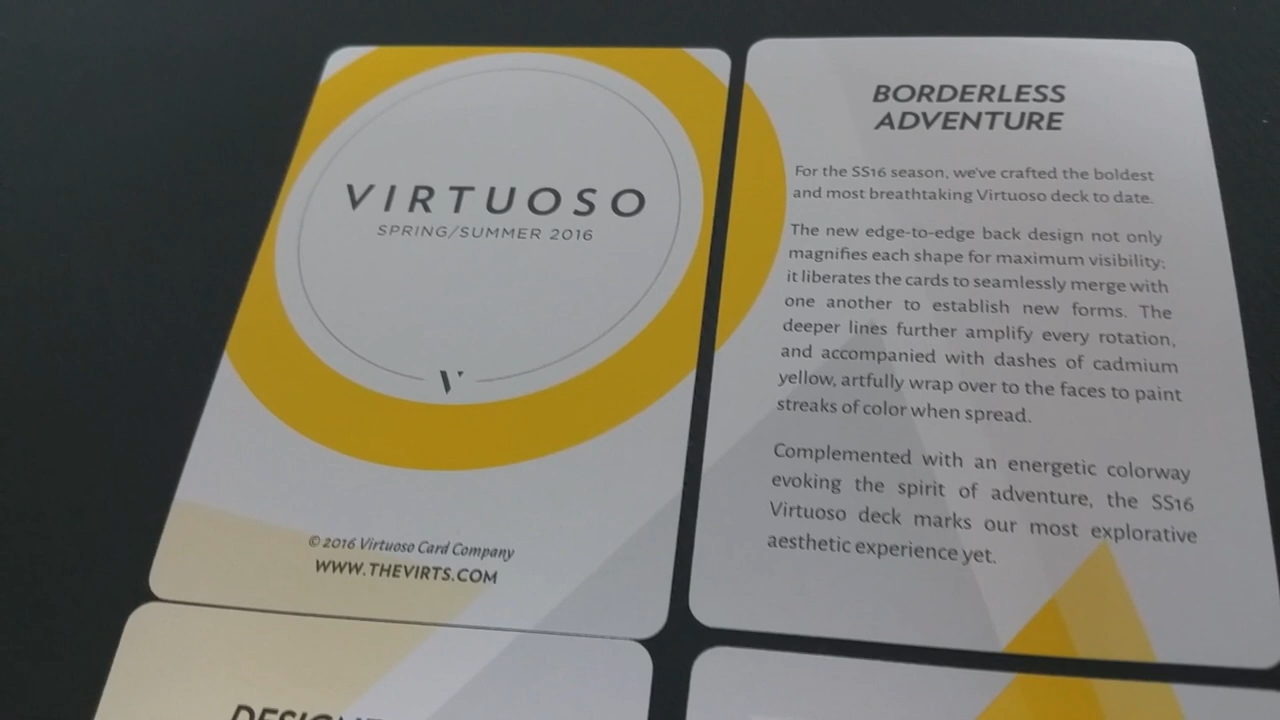 VIRTUOSO
SPRING/SUMMER 2016
V
© 2016 Virtuoso Card Company
WWW.THEVIRTS.COM
BORDERLESS
ADVENTURE
For the SS16 season, we've crafted the boldest
and most breathtaking Virtuoso deck to date.
The new edge-to-edge back design not only
magnifies each shape for maximum visibility;
it liberates the cards to seamlessly merge with
one another to establish new forms. The
deeper lines further amplify every rotation,
and accompanied with dashes of cadmium
yellow, artfully wrap over to the faces to paint
streaks of color when spread.
Complemented with an energetic colorway
evoking the spirit of adventure, the SS16
Virtuoso deck marks our most explorative
aesthetic experience yet.